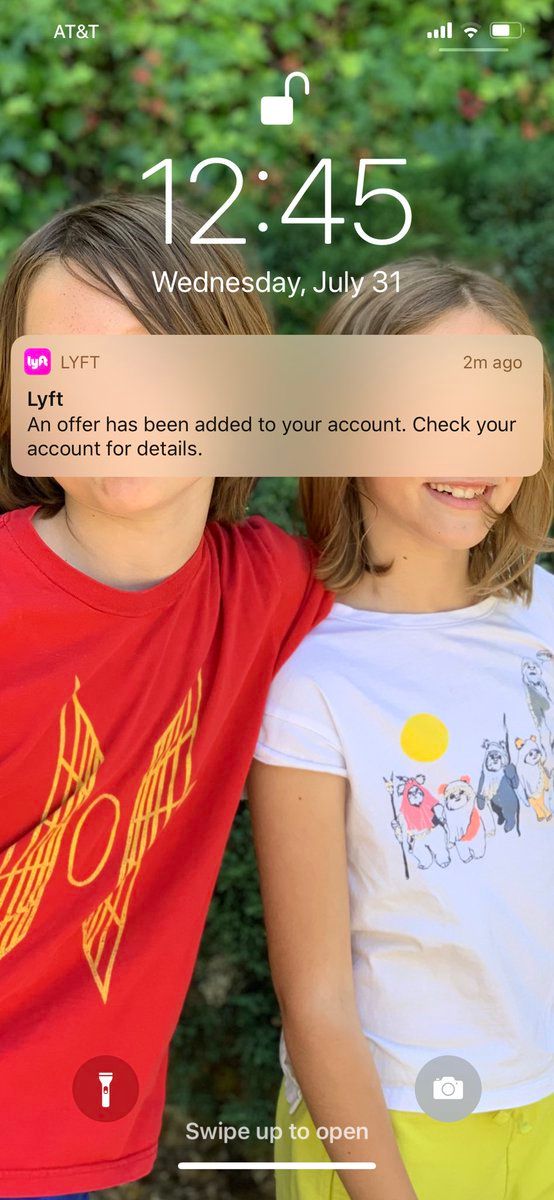 AT&T
12:45
Wednesday, July 31
lyft LYFT 2m ago
Lyft
An offer has been added to your account. Check your
account for details.
Swipe up to open